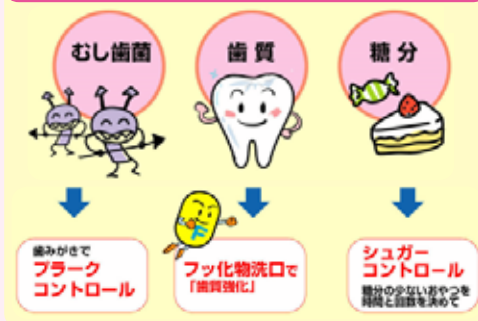 むし歯菌
歯質
糖分
歯みがきで
プラーク
コントロール
F
フッ化物洗口で
「歯質強化」
シュガー
コントロール
糖分の少ないおやつを
時間と回数を決めて